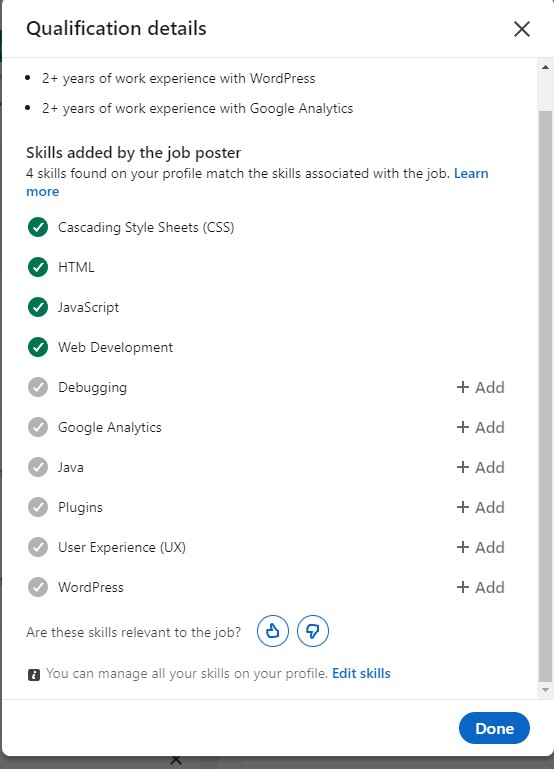 Qualification details
2+ years of work experience with WordPress
2+ years of work experience with Google Analytics
Skills added by the job poster
4 skills found on your profile match the skills associated with the job. Learn
more
Cascading Style Sheets (CSS)
HTML
JavaScript
Web Development
Debugging + Add
Google Analytics + Add
Java + Add
Plugins + Add
User Experience (UX) + Add
WordPress + Add
Are these skills relevant to the job?
You can manage all your skills on your profile. Edit skills
Done